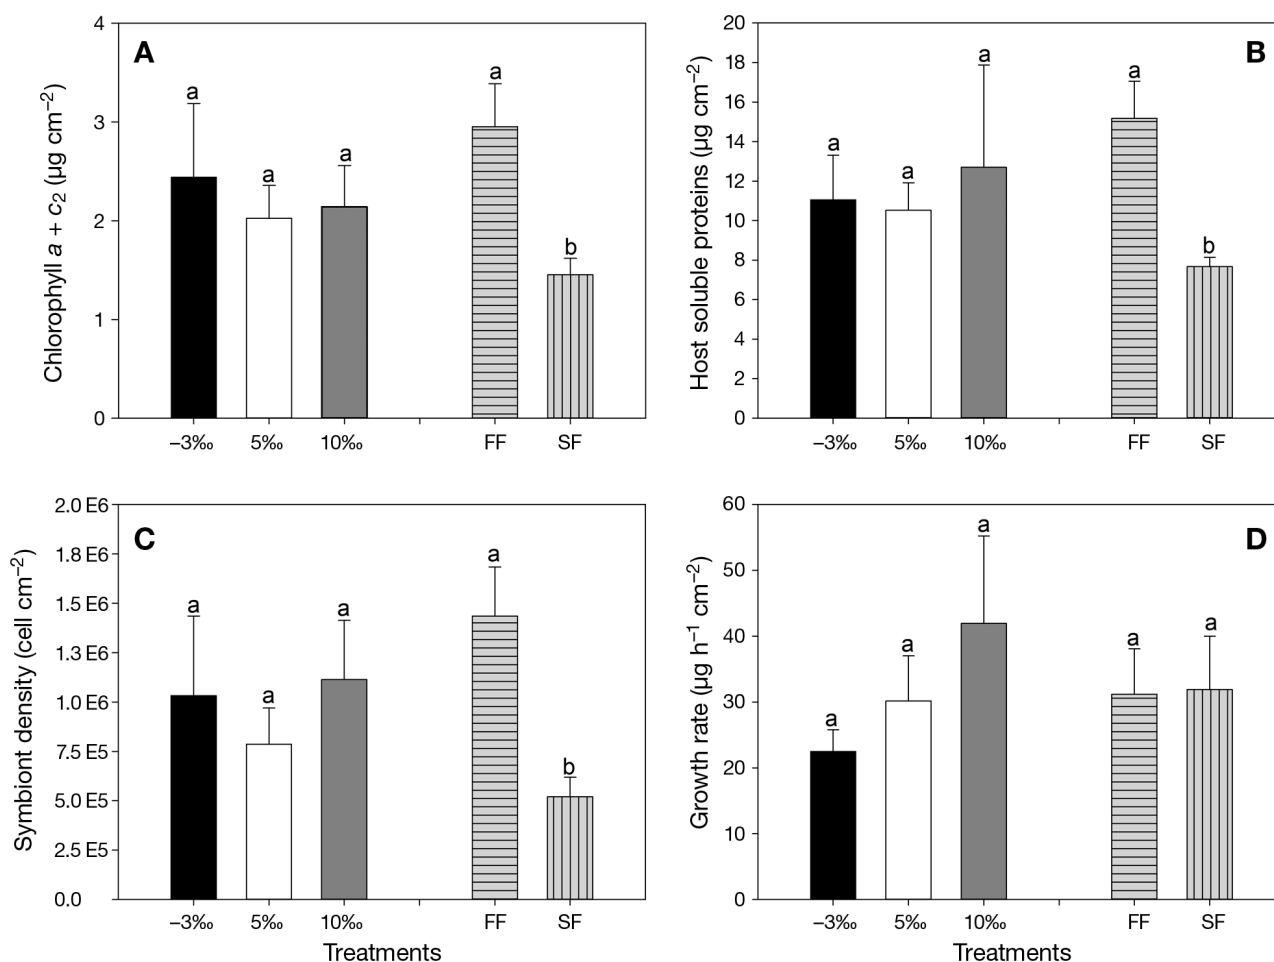 A
Chlorophyll a + c2 (µg cm−2)
4
3
2
1
0
a
a
a
a
b
−3‰ 5‰ 10‰ FF SF
B
Host soluble proteins (µg cm−2)
20
18
16
14
12
10
8
6
4
2
0
a
a
a
a
b
−3‰ 5‰ 10‰ FF SF
C
Symbiont density (cell cm−2)
2.0 E6
1.8 E6
1.5 E6
1.3 E6
1.0 E6
7.5 E5
5.0 E5
2.5 E5
0.0
a
a
a
a
b
−3‰ 5‰ 10‰ FF SF
Treatments
D
Growth rate (µg h−1 cm−2)
60
50
40
30
20
10
0
a
a
a
a
a
−3‰ 5‰ 10‰ FF SF
Treatments